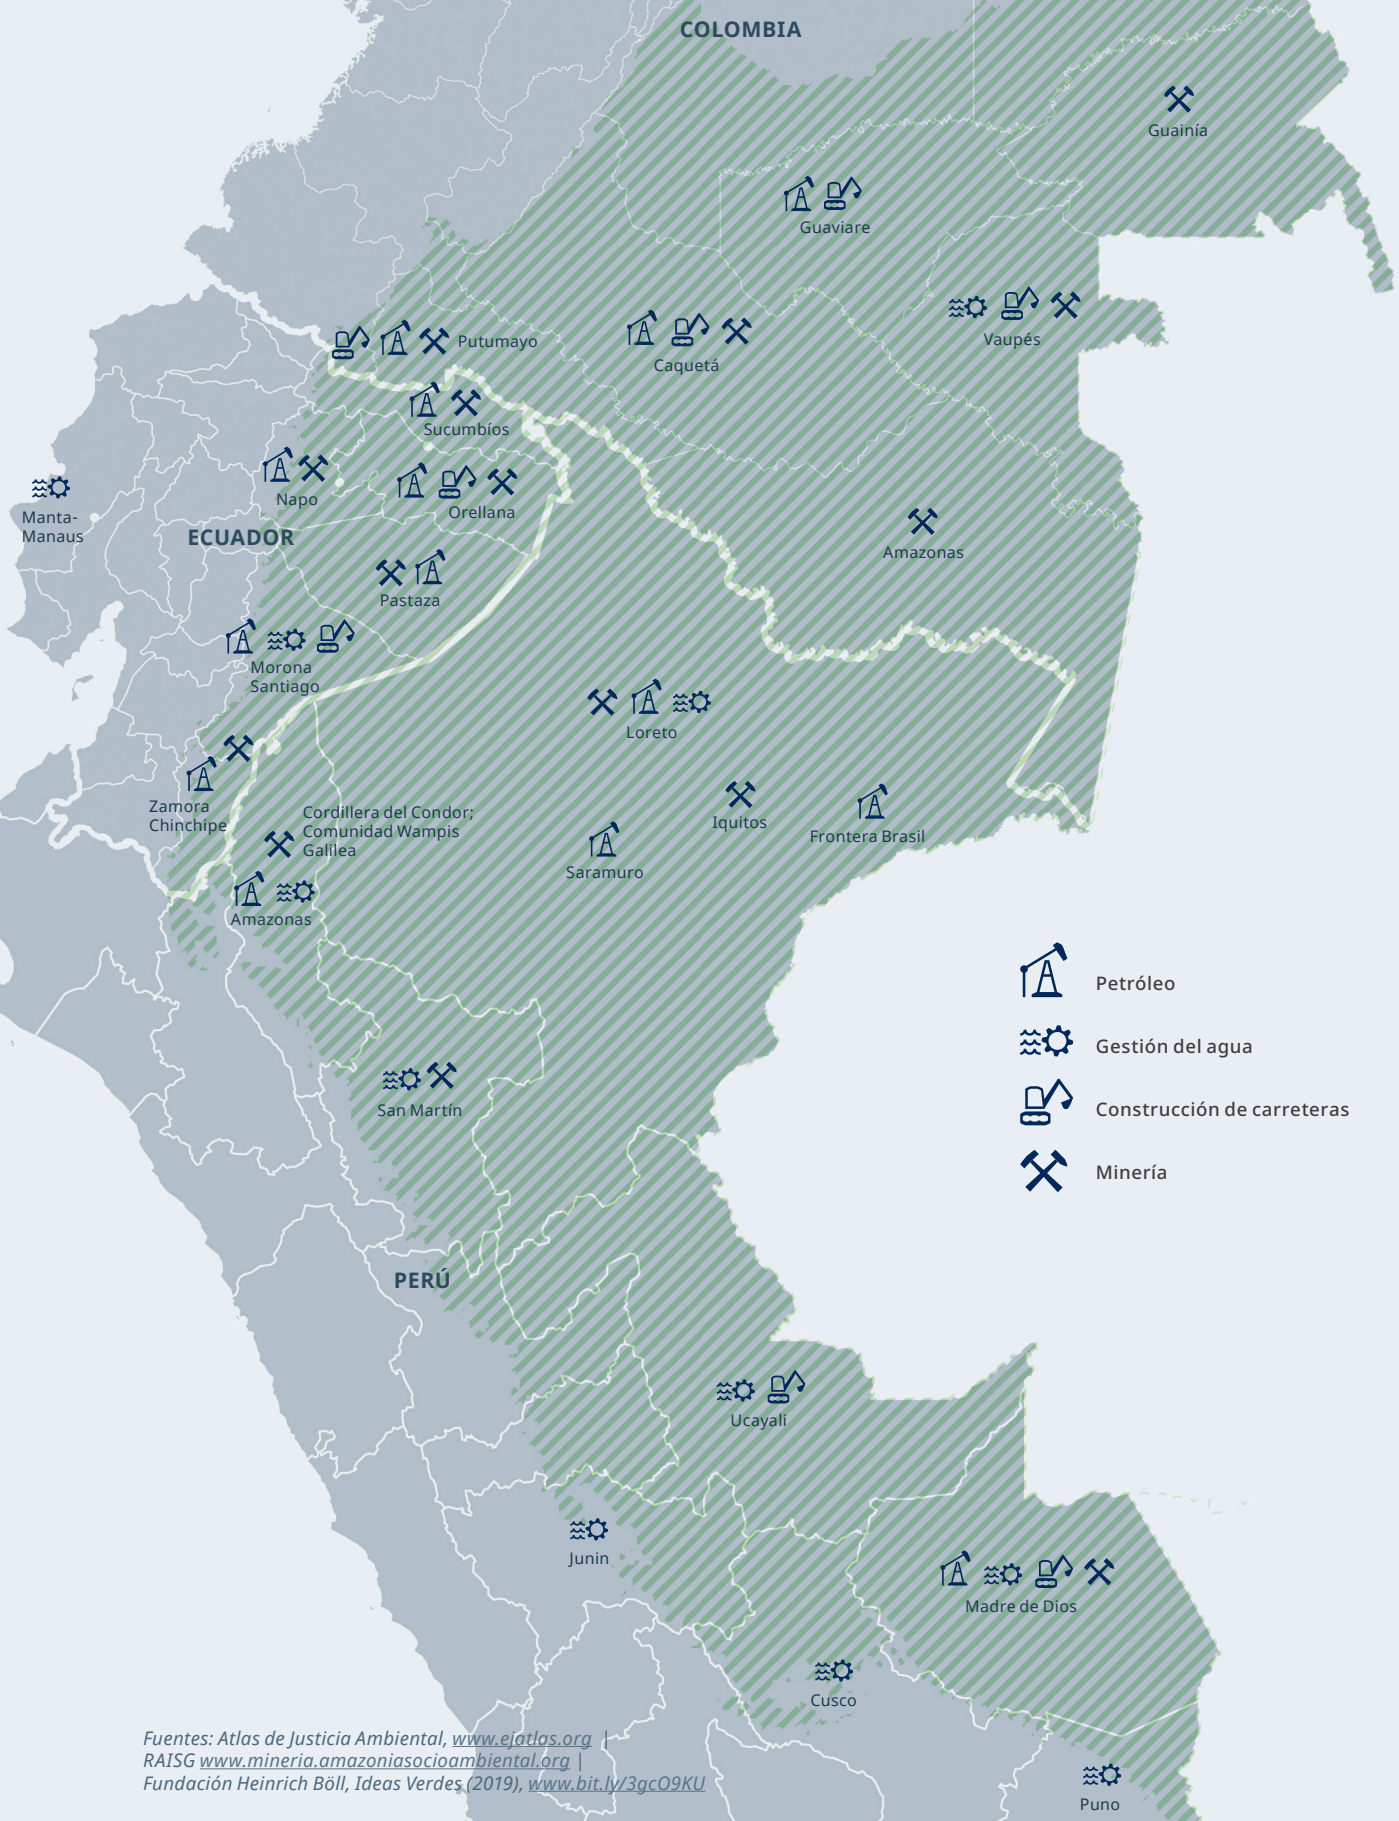 COLOMBIA
Guainía
Guaviare
Vaupés
Putumayo
Caquetá
Sucumbíos
Napo
Orellana
Manta-
Manaus
ECUADOR
Amazonas
Pastaza
Morona
Santiago
Loreto
Zamora
Chinchipe
Cordillera del Condor;
Comunidad Wampis
Galilea
Iquitos
Frontera Brasil
Saramuro
Amazonas
Petróleo
Gestión del agua
Construcción de carreteras
Minería
San Martín
PERÚ
Ucayali
Junin
Madre de Dios
Cusco
Fuentes: Atlas de Justicia Ambiental, www.ejatlas.org |
RAISG www.mineria.amazoniasocioambiental.org |
Fundación Heinrich Böll, Ideas Verdes (2019), www.bit.ly/3gcO9KU
Puno